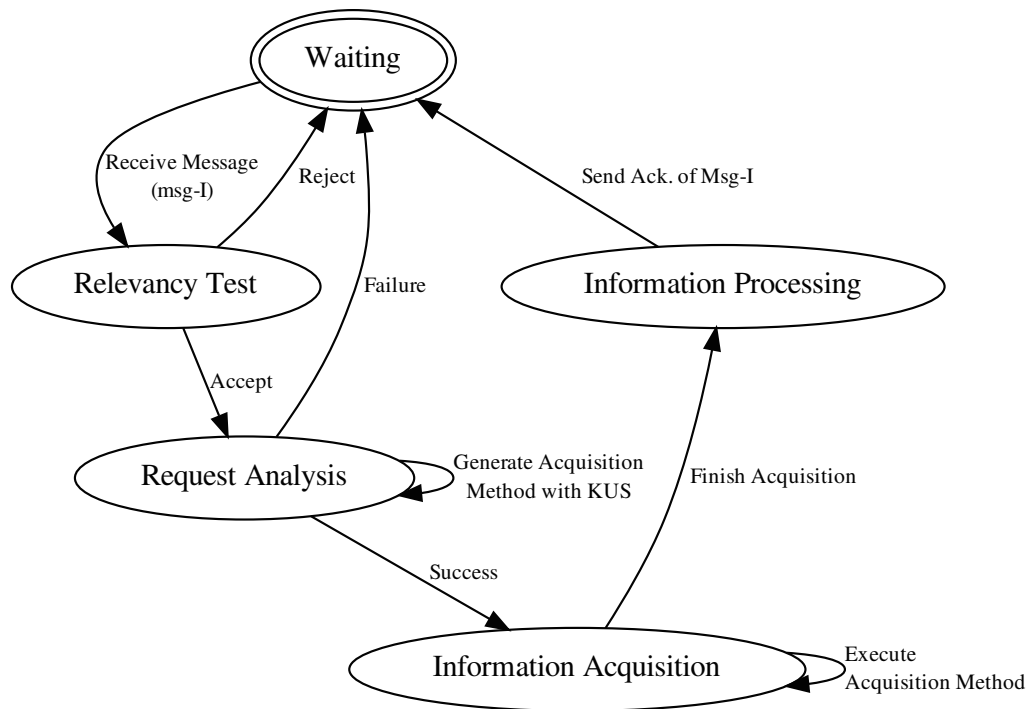 Waiting
Receive Message
(msg-I)
Reject
Send Ack. of Msg-I
Relevancy Test
Failure
Information Processing
Accept
Request Analysis
Generate Acquisition
Method with KUS
Finish Acquisition
Success
Information Acquisition
Execute
Acquisition Method